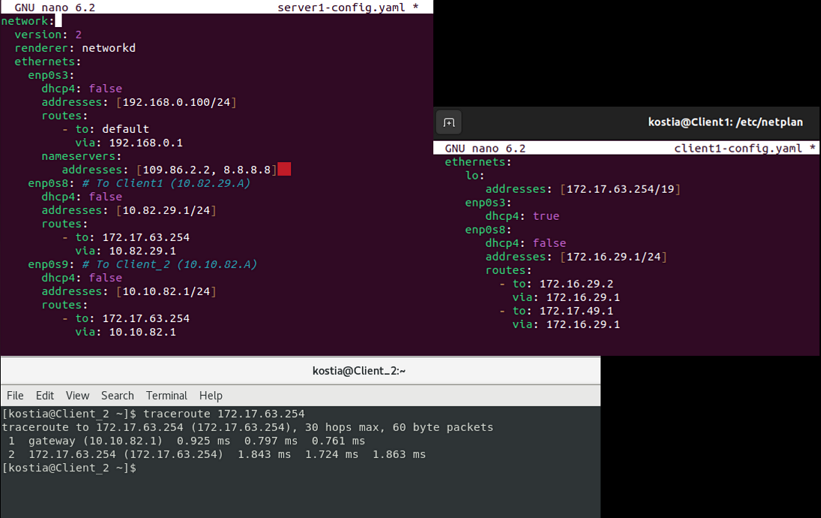 GNU nano 6.2 server1-config.yaml *
network:
version: 2
renderer: networkd
ethernets:
enp0s3:
dhcp4: false
addresses: [192.168.0.100/24]
routes:
- to: default
via: 192.168.0.1
nameservers:
addresses: [109.86.2.2, 8.8.8.8]
enp0s8: # To Client1 (10.82.29.A)
dhcp4: false
addresses: [10.82.29.1/24]
routes:
- to: 172.17.63.254
via: 10.82.29.1
enp0s9: # To Client_2 (10.10.82.A)
dhcp4: false
addresses: [10.10.82.1/24]
routes:
- to: 172.17.63.254
via: 10.10.82.1
kostia@Client1: /etc/netplan
GNU nano 6.2 client1-config.yaml *
ethernets:
lo:
addresses: [172.17.63.254/19]
enp0s3:
dhcp4: true
enp0s8:
dhcp4: false
addresses: [172.16.29.1/24]
routes:
- to: 172.16.29.2
via: 172.16.29.1
- to: 172.17.49.1
via: 172.16.29.1
kostia@Client_2:~
File Edit View Search Terminal Help
[kostia@Client_2 ~]$ traceroute 172.17.63.254
traceroute to 172.17.63.254 (172.17.63.254), 30 hops max, 60 byte packets
1 gateway (10.10.82.1) 0.925 ms 0.797 ms 0.761 ms
2 172.17.63.254 (172.17.63.254) 1.843 ms 1.724 ms 1.863 ms
[kostia@Client_2 ~]$